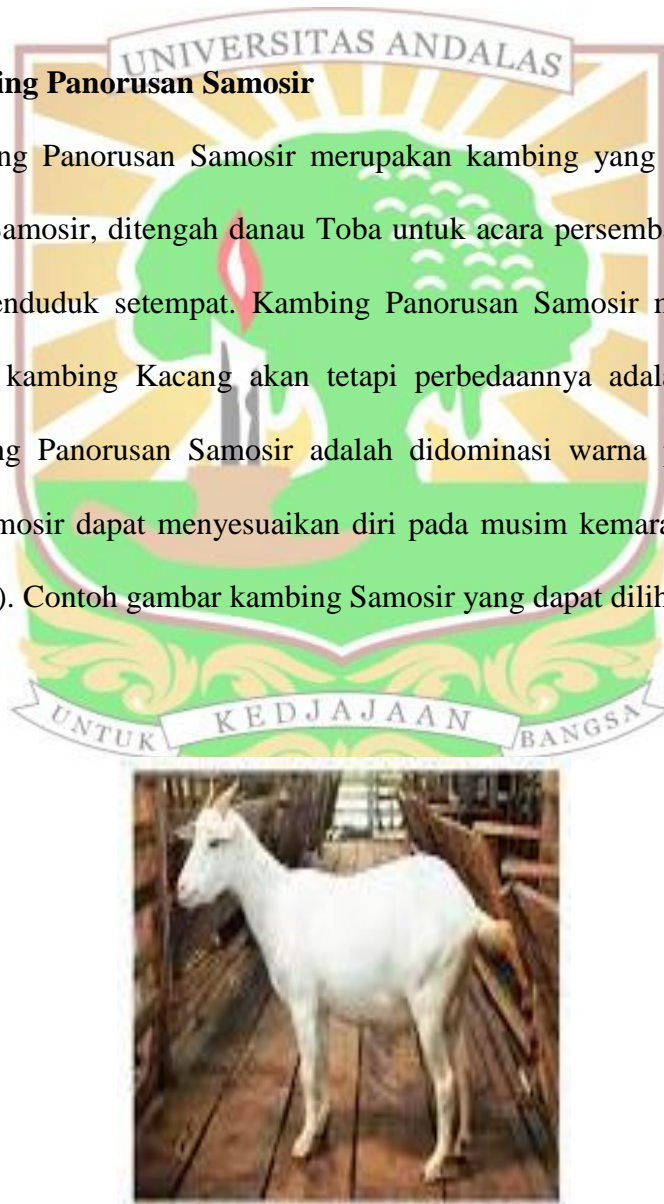 UNIVERSITAS ANDALAS
ing Panorusan Samosir
ng Panorusan Samosir merupakan kambing yang
Samosir, ditengah danau Toba untuk acara persemba
enduduk setempat. Kambing Panorusan Samosir
kambing Kacang akan tetapi perbedaannya adala
ng Panorusan Samosir adalah didominasi warna
mosir dapat menyesuaikan diri pada musim kemara
). Contoh gambar kambing Samosir yang dapat dilih
UNTUK KEDJAJAAN BANGSA